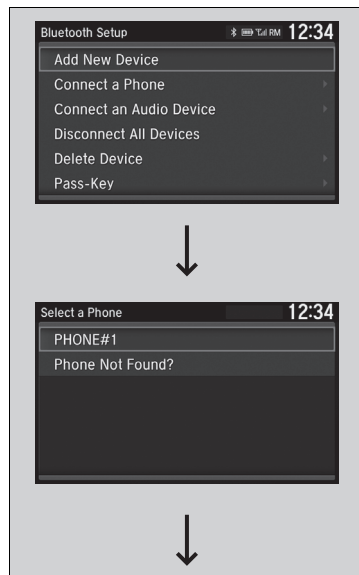 Bluetooth Setup RM 12:34
Add New Device
Connect a Phone
Connect an Audio Device
Disconnect All Devices
Delete Device
Pass-Key
Select a Phone 12:34
PHONE#1
Phone Not Found?